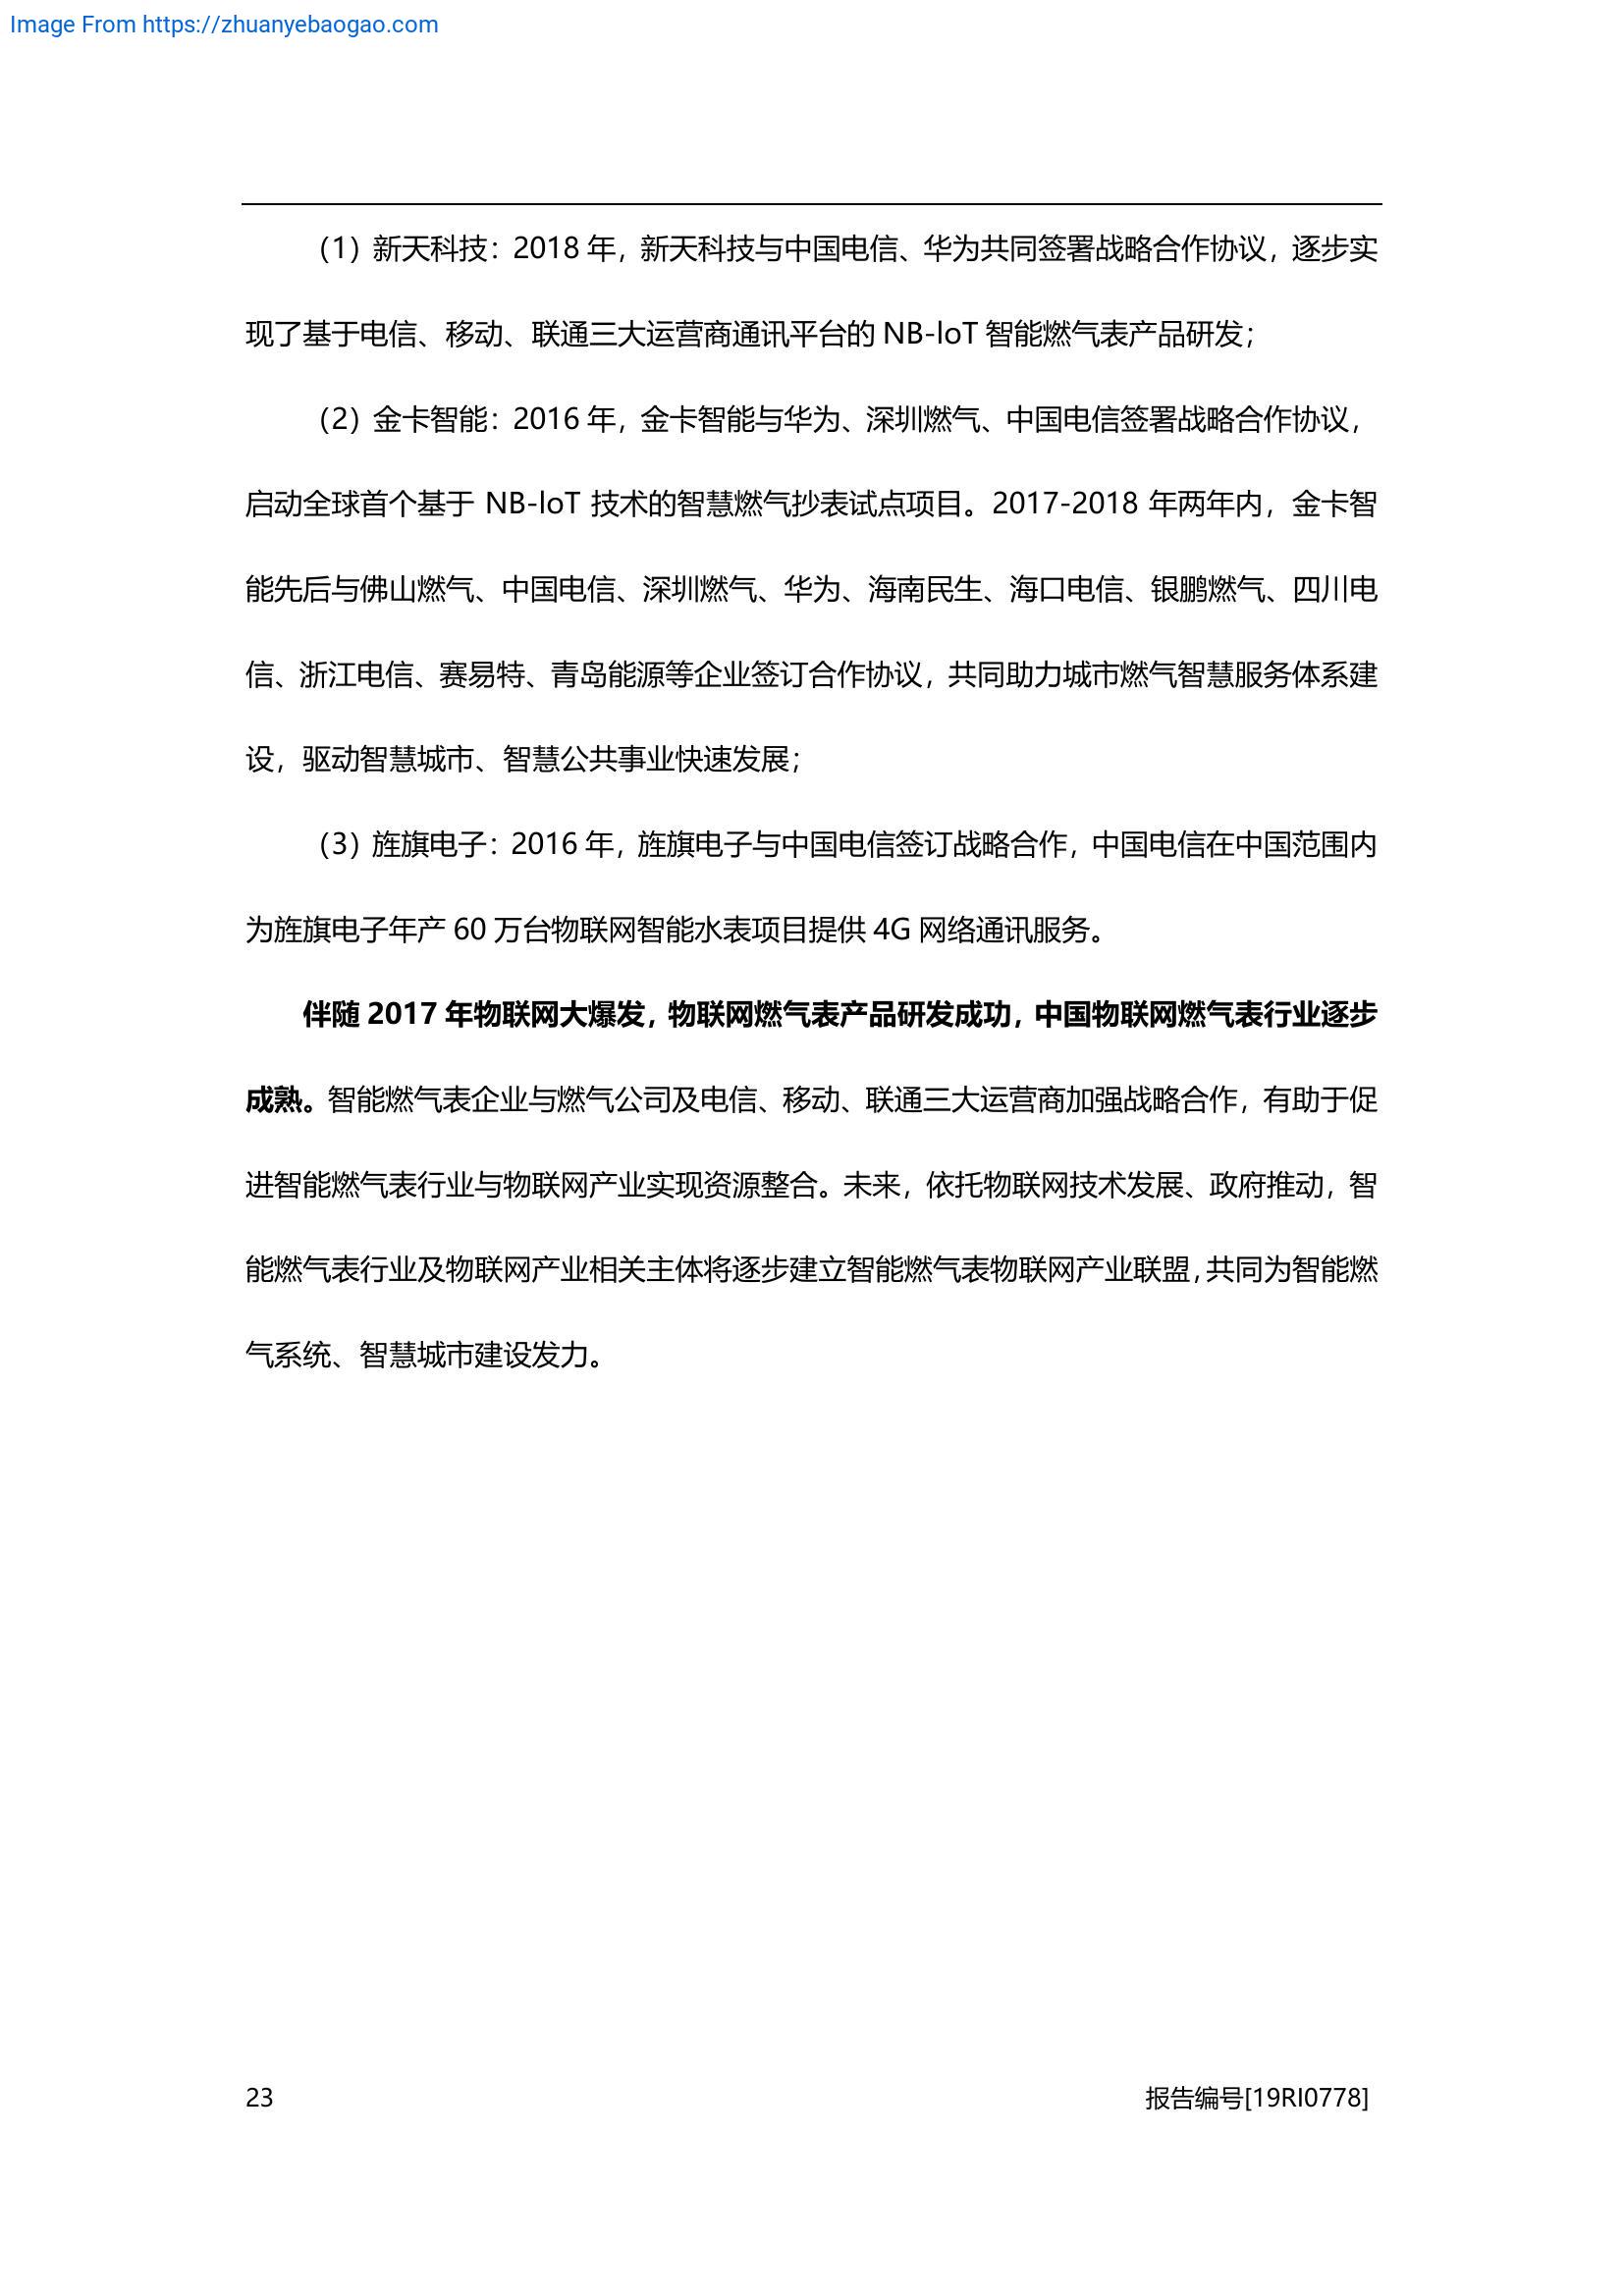 Image From https://zhuanyebaogao.com
（1）新天科技：2018 年，新天科技与中国电信、华为共同签署战略合作协议，逐步实
现了基于电信、移动、联通三大运营商通讯平台的 NB-IoT 智能燃气表产品研发；
（2）金卡智能：2016 年，金卡智能与华为、深圳燃气、中国电信签署战略合作协议，
启动全球首个基于 NB-IoT 技术的智慧燃气抄表试点项目。2017-2018 年两年内，金卡智
能先后与佛山燃气、中国电信、深圳燃气、华为、海南民生、海口电信、银鹏燃气、四川电
信、浙江电信、赛易特、青岛能源等企业签订合作协议，共同助力城市燃气智慧服务体系建
设，驱动智慧城市、智慧公共事业快速发展；
（3）旌旗电子：2016 年，旌旗电子与中国电信签订战略合作，中国电信在中国范围内
为旌旗电子年产 60 万台物联网智能水表项目提供 4G 网络通讯服务。
伴随 2017 年物联网大爆发，物联网燃气表产品研发成功，中国物联网燃气表行业逐步
成熟。智能燃气表企业与燃气公司及电信、移动、联通三大运营商加强战略合作，有助于促
进智能燃气表行业与物联网产业实现资源整合。未来，依托物联网技术发展、政府推动，智
能燃气表行业及物联网产业相关主体将逐步建立智能燃气表物联网产业联盟，共同为智能燃
气系统、智慧城市建设发力。
23 报告编号[19RI0778]